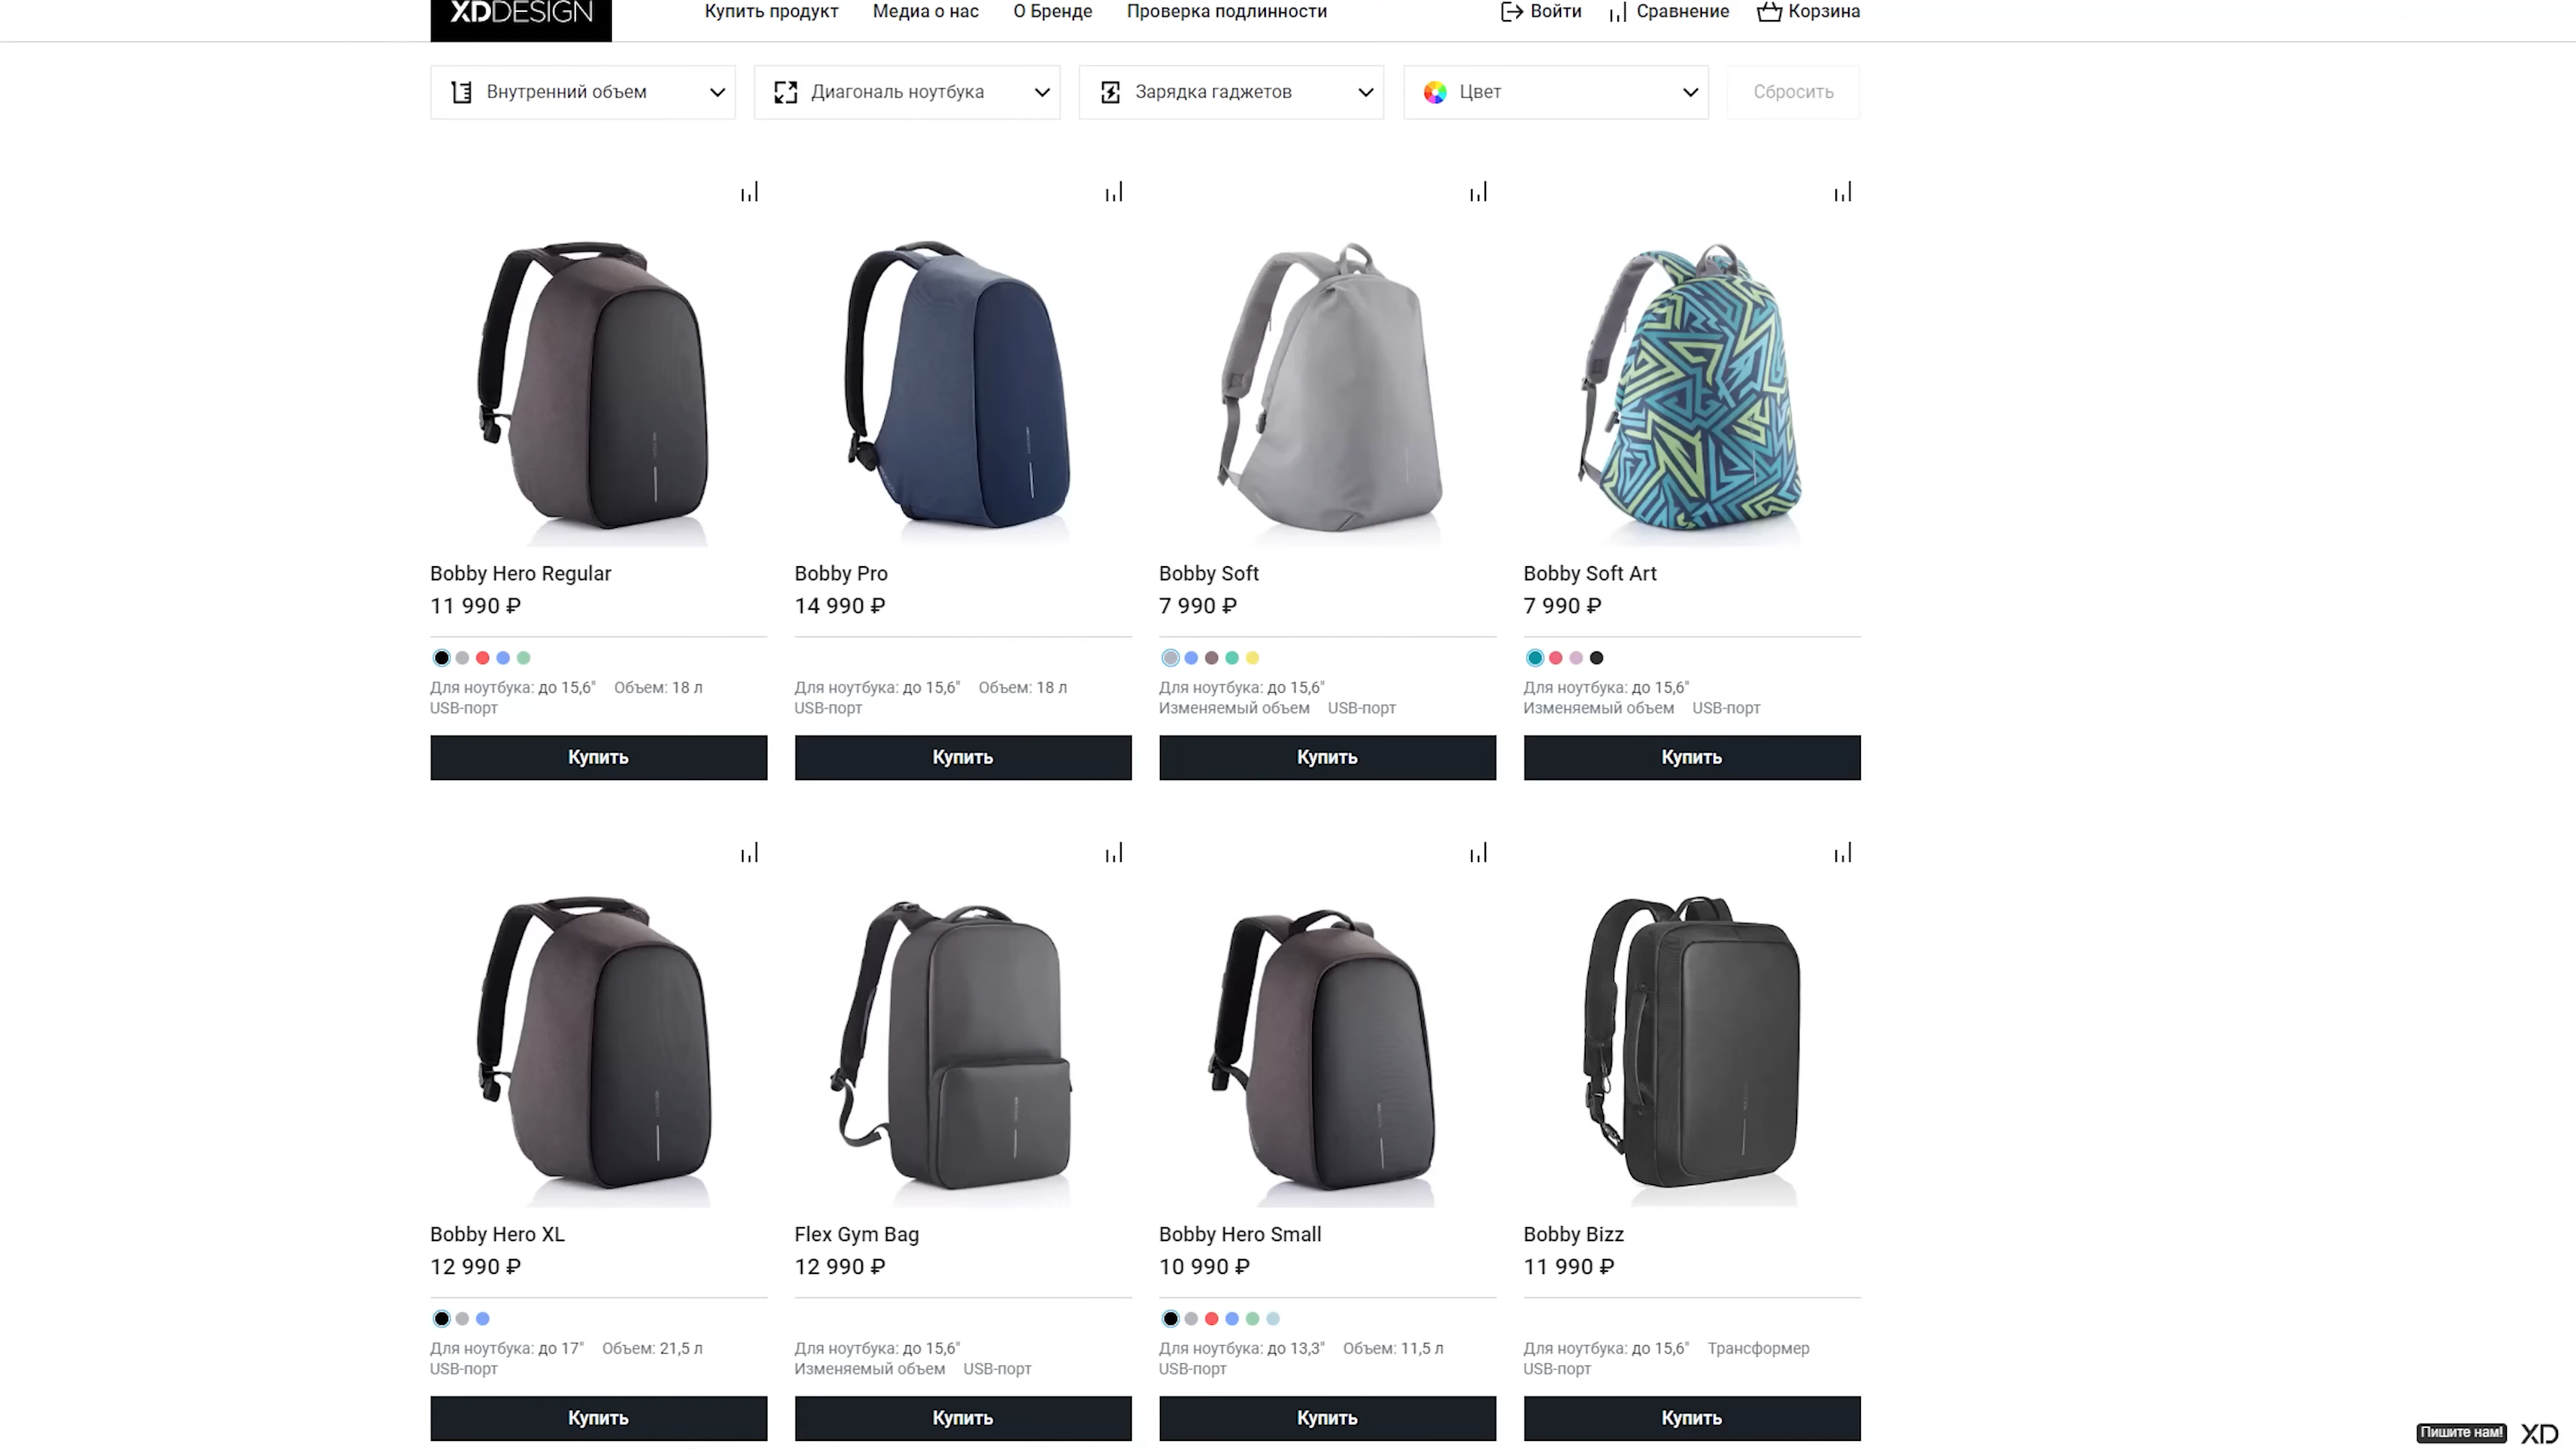 XDDESIGN
Купить продукт Медиа о нас О Бренде Проверка подлинности Войти Сравнение Корзина
Внутренний объем Диагональ ноутбука Зарядка гаджетов Цвет Сбросить
Bobby Hero Regular Bobby Pro Bobby Soft Bobby Soft Art
11 990 ₽ 14 990 ₽ 7 990 ₽ 7 990 ₽
Для ноутбука: до 15,6" Объем: 18 л Для ноутбука: до 15,6" Объем: 18 л Для ноутбука: до 15,6" Для ноутбука: до 15,6"
USB-порт USB-порт Изменяемый объем USB-порт Изменяемый объем USB-порт
Купить Купить Купить Купить
Bobby Hero XL Flex Gym Bag Bobby Hero Small Bobby Bizz
12 990 ₽ 12 990 ₽ 10 990 ₽ 11 990 ₽
Для ноутбука: до 17" Объем: 21,5 л Для ноутбука: до 15,6" Для ноутбука: до 13,3" Объем: 11,5 л Для ноутбука: до 15,6" Трансформер
USB-порт Изменяемый объем USB-порт USB-порт USB-порт
Купить Купить Купить Купить
Пишите нам! XD